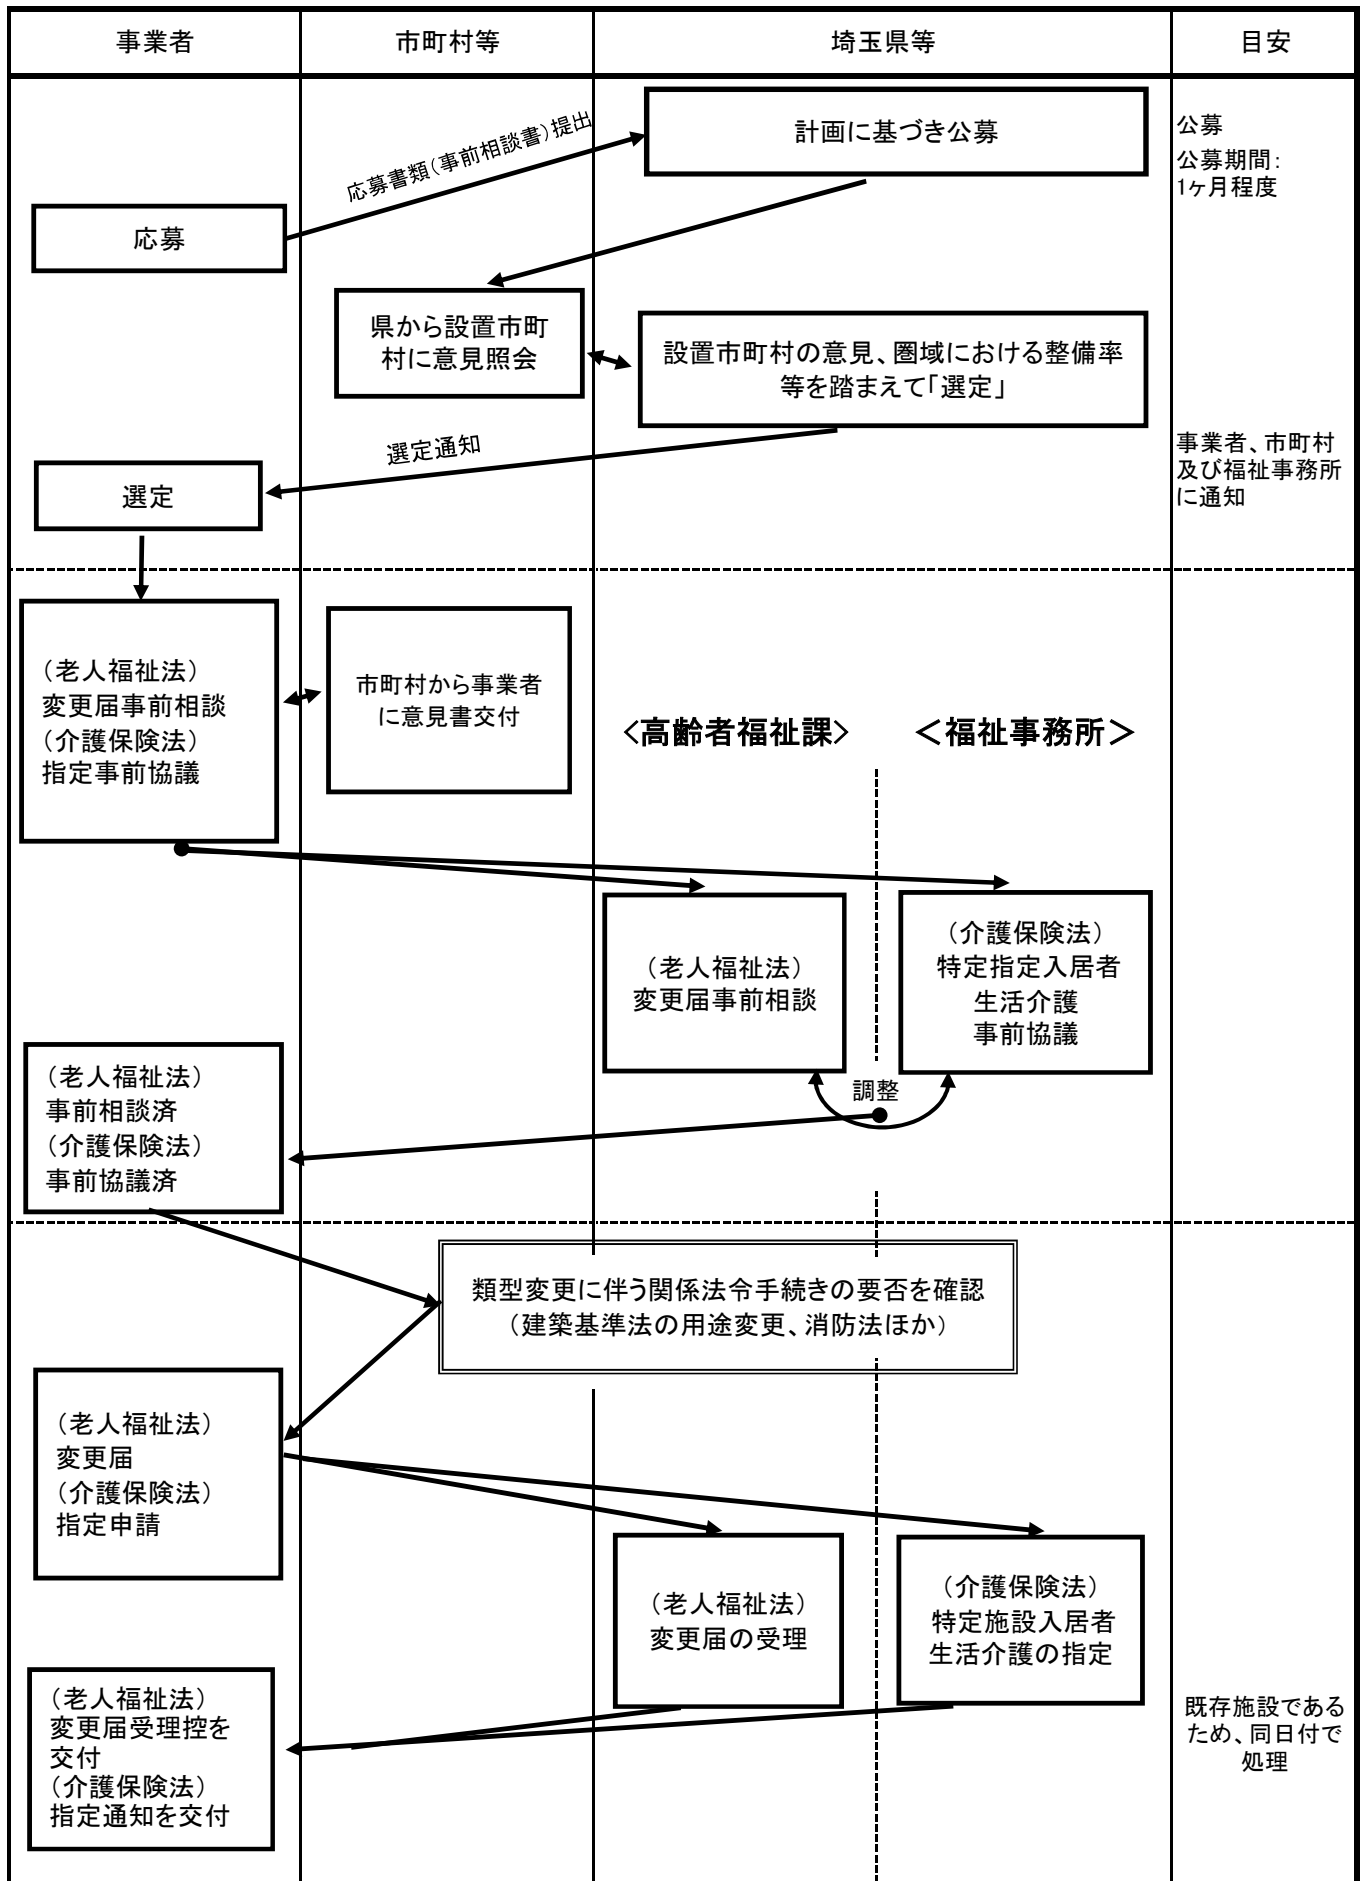 事業者
市町村等
埼玉県等
目安
計画に基づき公募
公募
公募期間:
1ヶ月程度
応募書類(事前相談書)提出
応募
県から設置市町
村に意見照会
設置市町村の意見、圏域における整備率
等を踏まえて「選定」
選定通知
事業者、市町村
及び福祉事務所
に通知
選定
（老人福祉法）
変更届事前相談
（介護保険法）
指定事前協議
市町村から事業者
に意見書交付
<高齢者福祉課>
＜福祉事務所＞
（老人福祉法）
変更届事前相談
（介護保険法）
特定指定入居者
生活介護
事前協議
調整
（老人福祉法）
事前相談済
（介護保険法）
事前協議済
類型変更に伴う関係法令手続きの要否を確認
（建築基準法の用途変更、消防法ほか）
（老人福祉法）
変更届
（介護保険法）
指定申請
（老人福祉法）
変更届の受理
（介護保険法）
特定施設入居者
生活介護の指定
（老人福祉法）
変更届受理控を
交付
（介護保険法）
指定通知を交付
既存施設である
ため、同日付で
処理